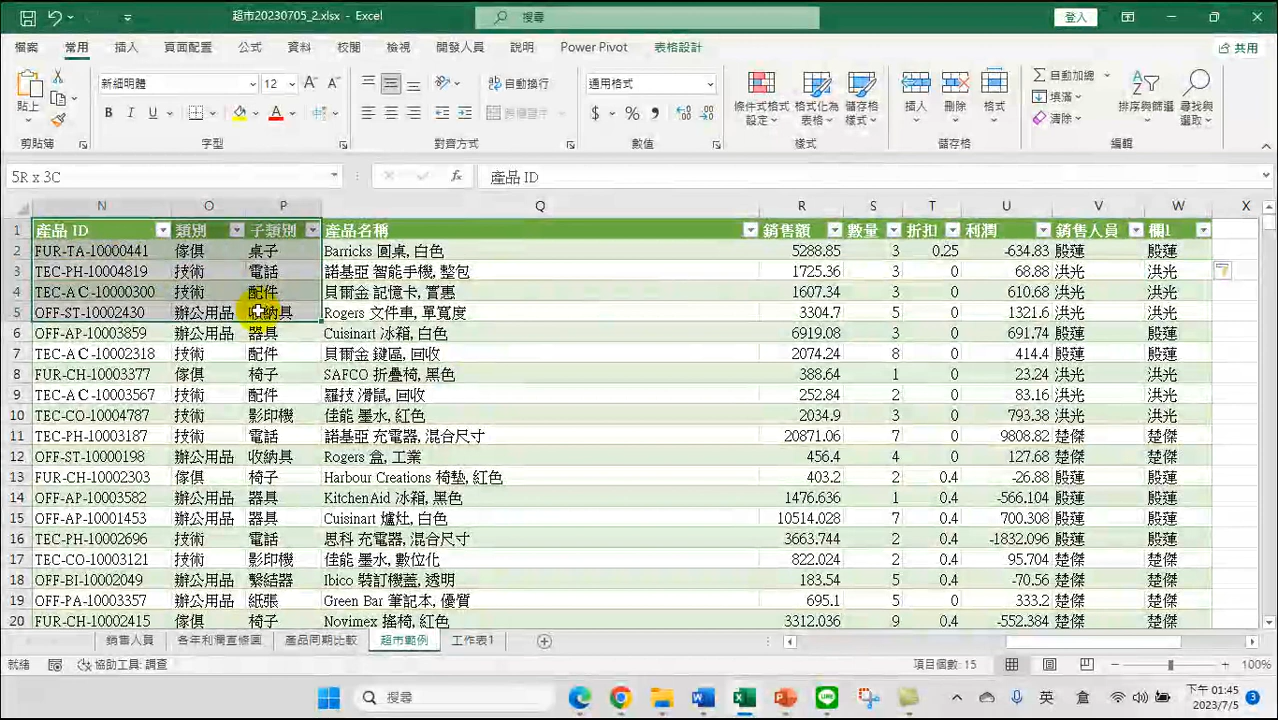 超市20230705_2.xlsx - Excel
搜尋
登入
檔案 常用 插入 頁面配置 公式 資料 校閱 檢視 開發人員 說明 Power Pivot 表格設計 共用
貼上 新細明體 12 自動換行 通用格式 條件式格式設定 格式化為表格 儲存格樣式 插入 刪除 格式 自動加總 填滿 清除 排序與篩選 尋找與選取
剪貼簿 字型 對齊方式 數值 樣式 儲存格 編輯
5R x 3C fx 產品 ID
N O P Q R S T U V W X
1 產品 ID 類別 子類別 產品名稱 銷售額 數量 折扣 利潤 銷售人員 欄1
2 FUR-TA-10000441 傢俱 桌子 Barricks 圓桌, 白色 5288.85 3 0.25 -634.83 殷蓮 殷蓮
3 TEC-PH-10004819 技術 電話 諾基亞 智能手機, 整包 1725.36 3 0 68.88 洪光 洪光
4 TEC-AC-10000300 技術 配件 貝爾金 記憶卡, 實惠 1607.34 3 0 610.68 洪光 洪光
5 OFF-ST-10002430 辦公用品 收納具 Rogers 文件車, 單寬度 3304.7 5 0 1321.6 洪光 洪光
6 OFF-AP-10003859 辦公用品 器具 Cuisinart 冰箱, 白色 6919.08 3 0 691.74 殷蓮 殷蓮
7 TEC-AC-10002318 技術 配件 貝爾金 鍵區, 回收 2074.24 8 0 414.4 殷蓮 殷蓮
8 FUR-CH-10003377 傢俱 椅子 SAFCO 折疊椅, 黑色 388.64 1 0 23.24 洪光 洪光
9 TEC-AC-10003567 技術 配件 羅技 滑鼠, 回收 252.84 2 0 83.16 洪光 洪光
10 TEC-CO-10004787 技術 影印機 佳能 墨水, 紅色 2034.9 3 0 793.38 洪光 洪光
11 TEC-PH-10003187 技術 電話 諾基亞 充電器, 混合尺寸 20871.06 7 0 9808.82 楚傑 楚傑
12 OFF-ST-10000198 辦公用品 收納具 Rogers 盒, 工業 456.4 4 0 127.68 楚傑 楚傑
13 FUR-CH-10002303 傢俱 椅子 Harbour Creations 椅墊, 紅色 403.2 2 0.4 -26.88 殷蓮 殷蓮
14 OFF-AP-10003582 辦公用品 器具 KitchenAid 冰箱, 黑色 1476.636 1 0.4 -566.104 殷蓮 殷蓮
15 OFF-AP-10001453 辦公用品 器具 Cuisinart 爐灶, 白色 10514.028 7 0.4 700.308 殷蓮 殷蓮
16 TEC-PH-10002696 技術 電話 思科 充電器, 混合尺寸 3663.744 7 0.4 -1832.096 殷蓮 殷蓮
17 TEC-CO-10003121 技術 影印機 佳能 墨水, 數位化 822.024 2 0.4 95.704 楚傑 楚傑
18 OFF-BI-10002049 辦公用品 繫結器 Ibico 裝訂機蓋, 透明 183.54 5 0.4 -70.56 楚傑 楚傑
19 OFF-PA-10003357 辦公用品 紙張 Green Bar 筆記本, 優質 695.1 5 0.4 333.2 楚傑 楚傑
20 FUR-CH-10002415 傢俱 椅子 Novimex 搖椅, 紅色 3312.036 9 0.4 -552.384 楚傑 楚傑
銷售人員 各年利潤直條圖 產品同期比較 超市範例 工作表1
就緒 協助工具: 調查 項目個數: 15 100%
搜尋 英 下午 01:45
2023/7/5 3